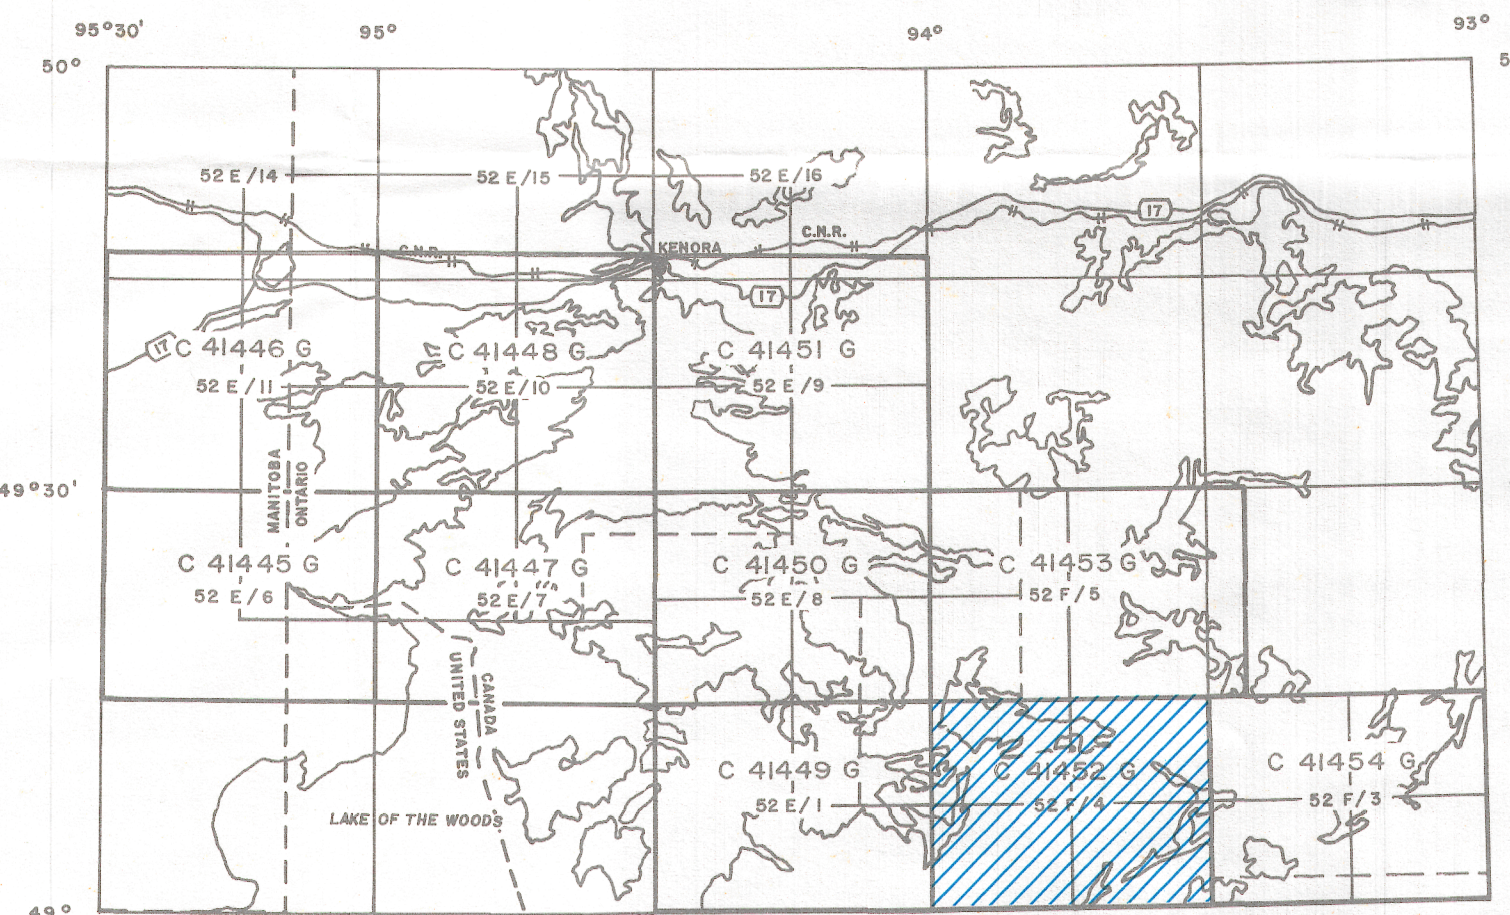 95°30'
95°
94°
93°
50°
5
52 E/14
52 E/15
52 E/16
17
C.N.R.
C.N.R.
KENORA
17
17
C 41446 G
C 41448 G
C 41451 G
52 E/11
52 E/10
52 E/9
MANITOBA
ONTARIO
49°30'
C 41445 G
C 41447 G
C 41450 G
C 41453 G
52 E/6
52 E/7
52 E/8
52 F/5
CANADA
UNITED STATES
C 41449 G
C 41452 G
C 41454 G
52 E/1
52 F/4
52 F/3
LAKE OF THE WOODS
49°